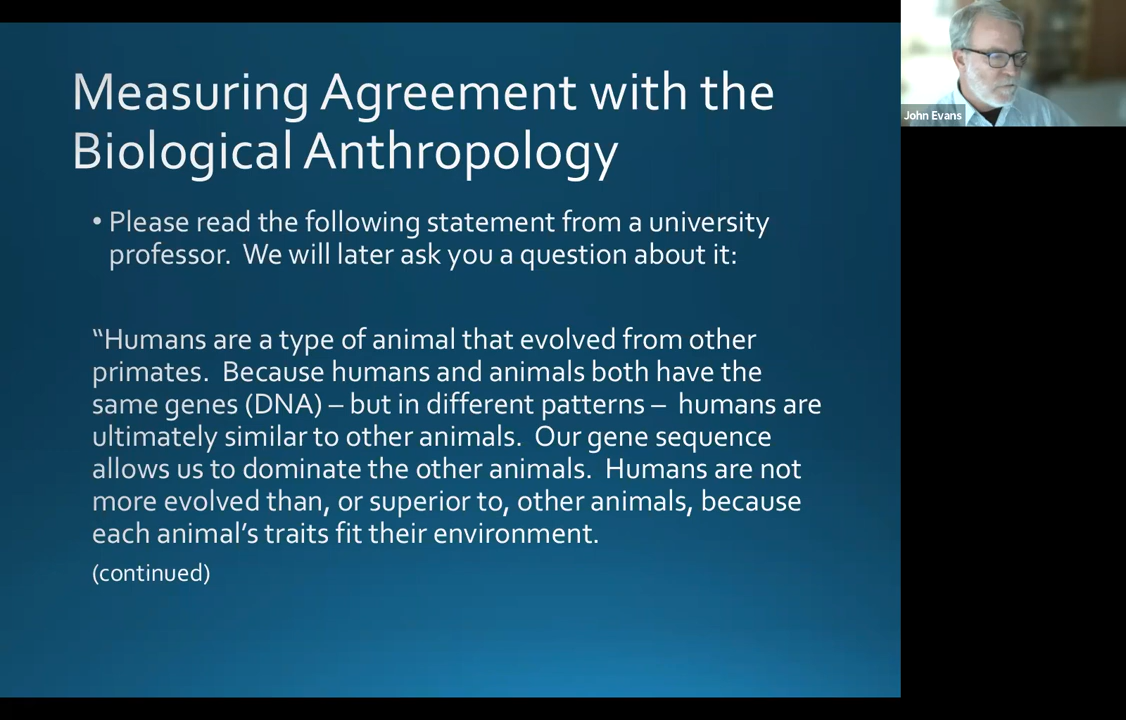 Measuring Agreement with the
Biological Anthropology
• Please read the following statement from a university
professor.  We will later ask you a question about it:
“Humans are a type of animal that evolved from other
primates.  Because humans and animals both have the
same genes (DNA) – but in different patterns –  humans are
ultimately similar to other animals.  Our gene sequence
allows us to dominate the other animals.  Humans are not
more evolved than, or superior to, other animals, because
each animal’s traits fit their environment.
(continued)
John Evans